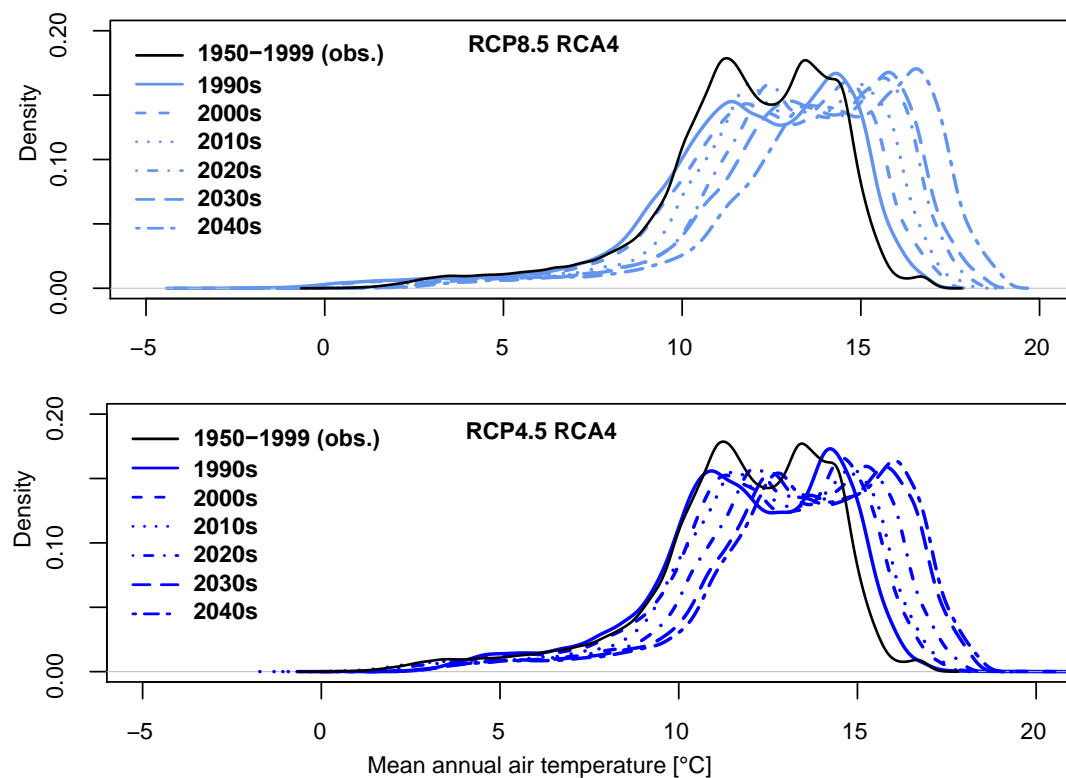 RCP8.5 RCA4
1950−1999 (obs.)
1990s
2000s
2010s
2020s
2030s
2040s
Density
0.00
0.10
0.20
−5
0
5
10
15
20
RCP4.5 RCA4
1950−1999 (obs.)
1990s
2000s
2010s
2020s
2030s
2040s
Density
0.00
0.10
0.20
−5
0
5
10
15
20
Mean annual air temperature [°C]